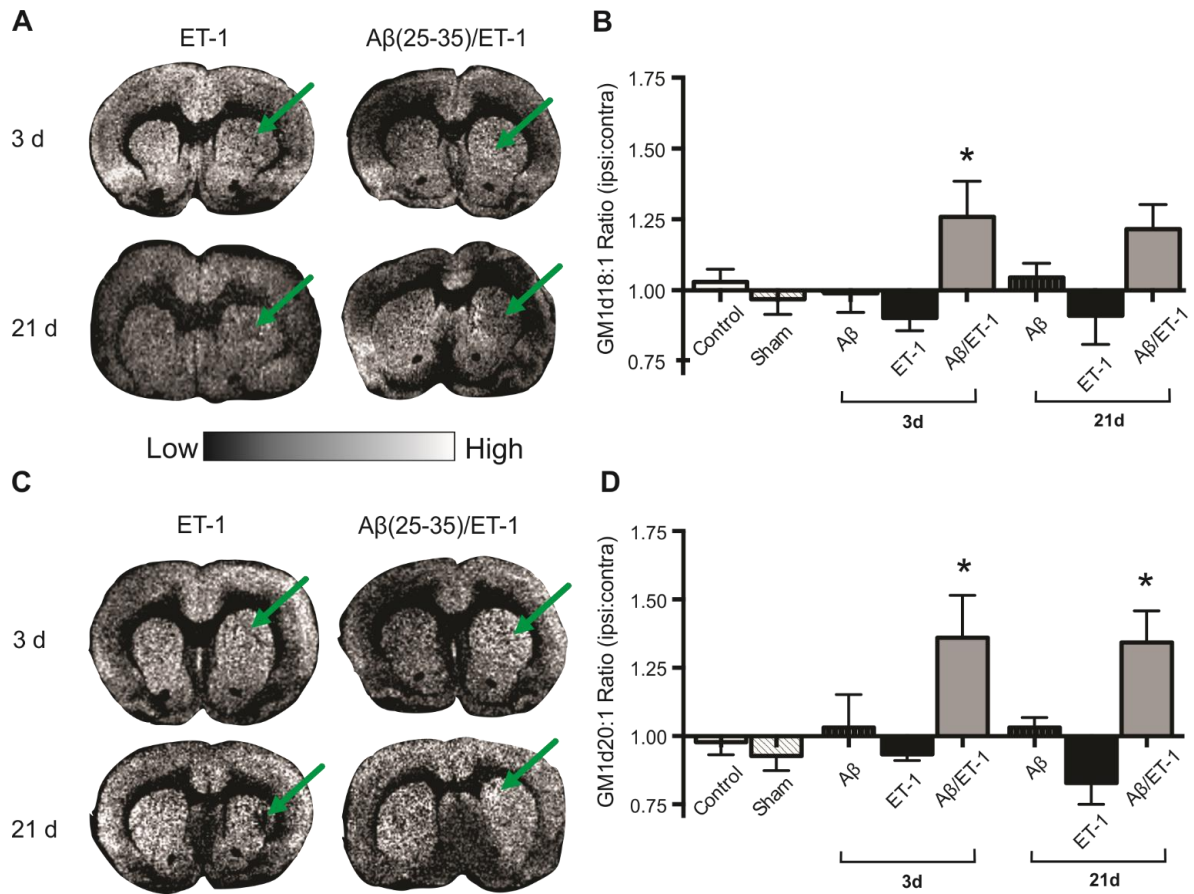 A
ET-1
Aβ(25-35)/ET-1
3 d
21 d
Low
High
B
GM1d18:1 Ratio (ipsi:contra)
1.75
1.50
1.25
1.00
0.75
*
Control
Sham
Aβ
ET-1
Aβ/ET-1
Aβ
ET-1
Aβ/ET-1
3d
21d
C
ET-1
Aβ(25-35)/ET-1
3 d
21 d
D
GM1d20:1 Ratio (ipsi:contra)
1.75
1.50
1.25
1.00
0.75
*
*
Control
Sham
Aβ
ET-1
Aβ/ET-1
Aβ
ET-1
Aβ/ET-1
3d
21d